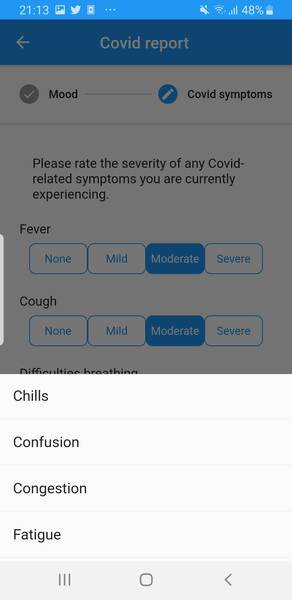 21:13 ... 48%
Covid report
Mood Covid symptoms
Please rate the severity of any Covid-
related symptoms you are currently
experiencing.
Fever
None Mild Moderate Severe
Cough
None Mild Moderate Severe
Difficulties breathing
Chills
Confusion
Congestion
Fatigue